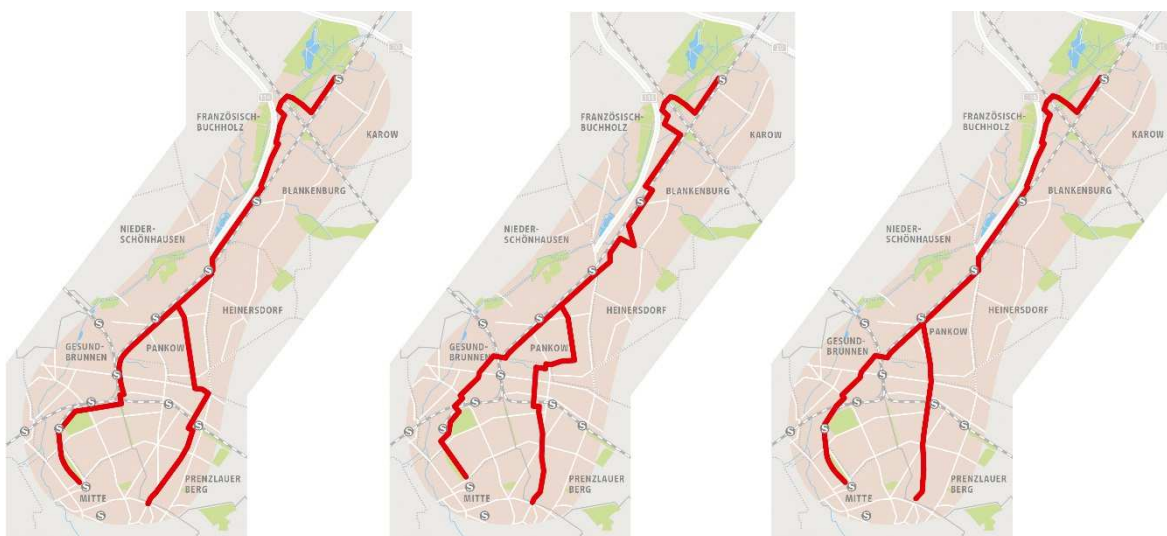 FRANZÖSISCH-
BUCHHOLZ
KAROW
BLANKENBURG
NIEDER-
SCHÖNHAUSEN
HEINERSDORF
GESUND-
BRUNNEN
PANKOW
PRENZLAUER
BERG
MITTE
S
S
S
S
S
S
S
S
S
S
S
FRANZÖSISCH-
BUCHHOLZ
KAROW
BLANKENBURG
NIEDER-
SCHÖNHAUSEN
HEINERSDORF
GESUND-
BRUNNEN
PANKOW
PRENZLAUER
BERG
MITTE
S
S
S
S
S
S
S
S
S
S
S
FRANZÖSISCH-
BUCHHOLZ
KAROW
BLANKENBURG
NIEDER-
SCHÖNHAUSEN
HEINERSDORF
GESUND-
BRUNNEN
PANKOW
PRENZLAUER
BERG
MITTE
S
S
S
S
S
S
S
S
S
S
S